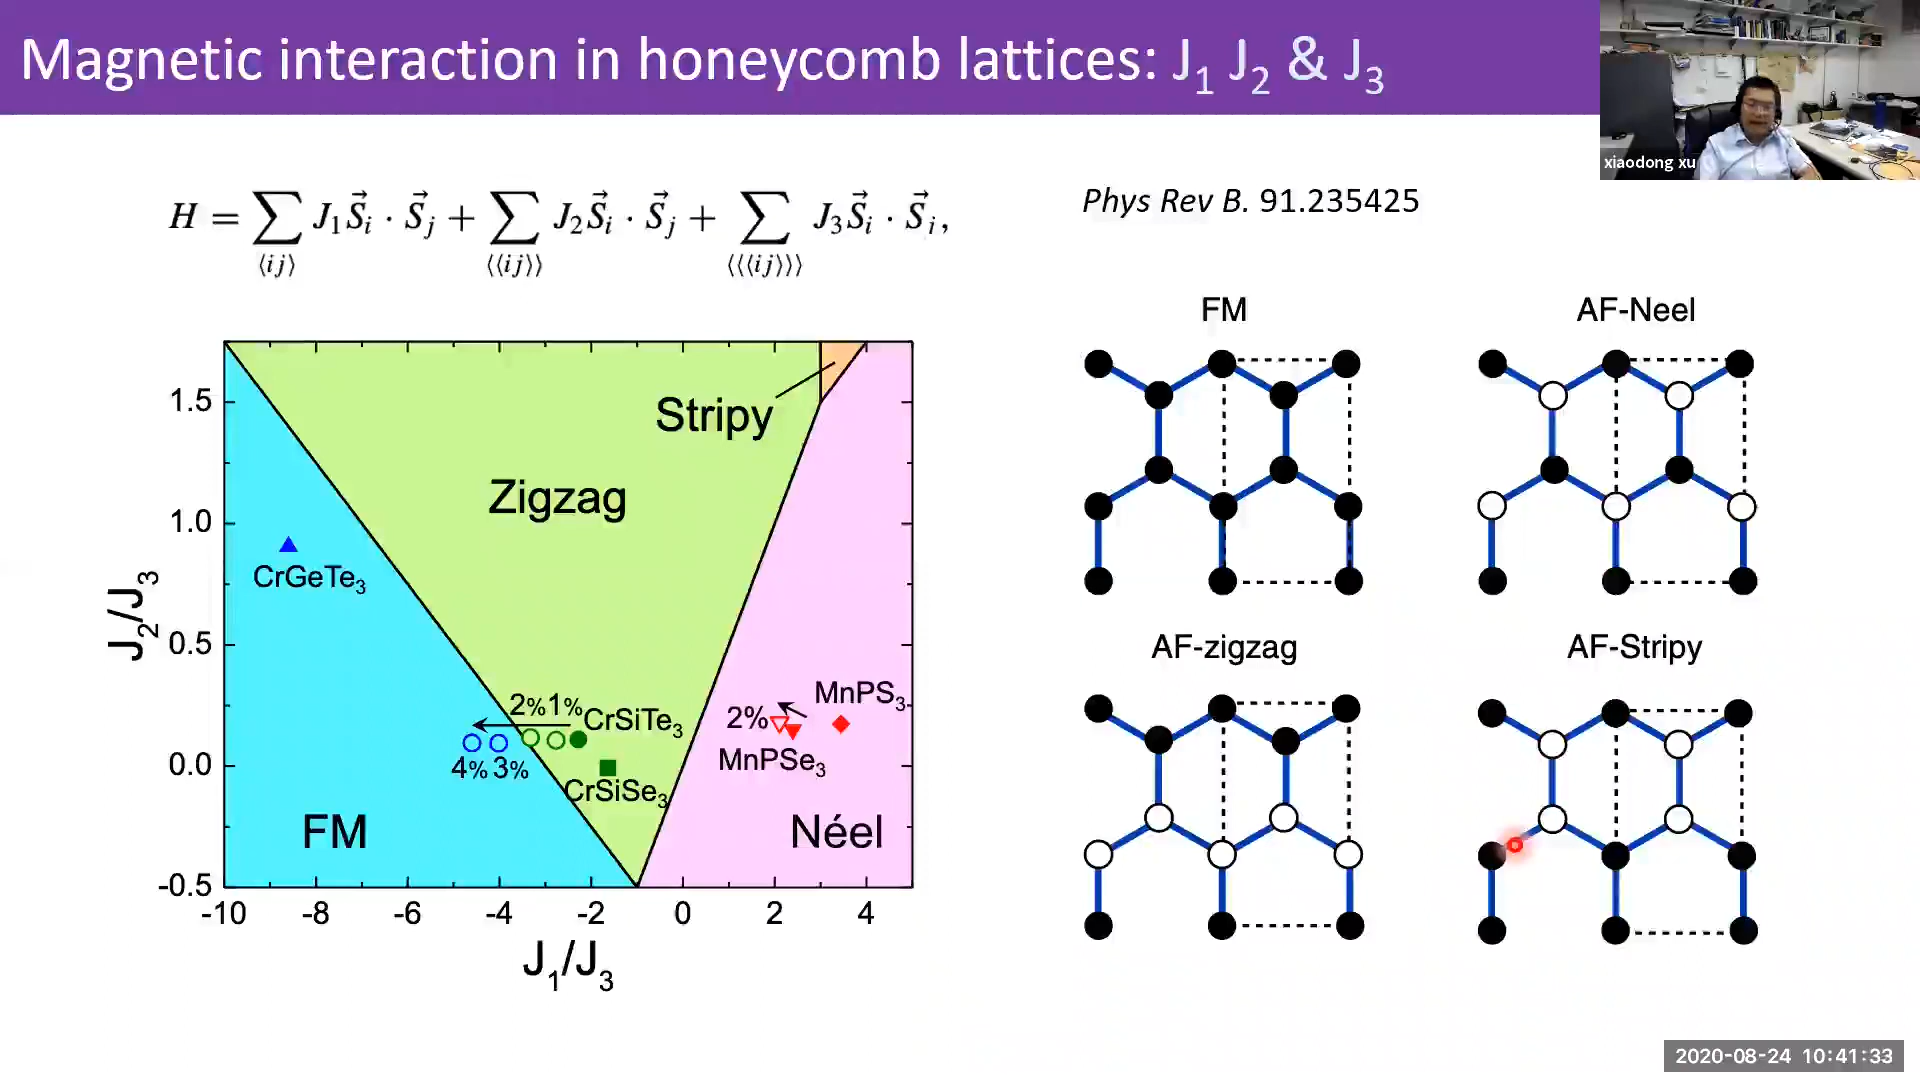 Magnetic interaction in honeycomb lattices: J1 J2 & J3
xiaodong xu
H = ∑⟨ij⟩ J1 S⃗i · S⃗j + ∑⟨⟨ij⟩⟩ J2 S⃗i · S⃗j + ∑⟨⟨⟨ij⟩⟩⟩ J3 S⃗i · S⃗i,
Phys Rev B. 91.235425
FM
AF-Neel
AF-zigzag
AF-Stripy
J2/J3
1.5
1.0
0.5
0.0
-0.5
Stripy
Zigzag
CrGeTe3
2%1%
CrSiTe3
4% 3%
CrSiSe3
MnPS3
2%
MnPSe3
FM
Néel
-10 -8 -6 -4 -2 0 2 4
J1/J3
2020-08-24 10:41:33